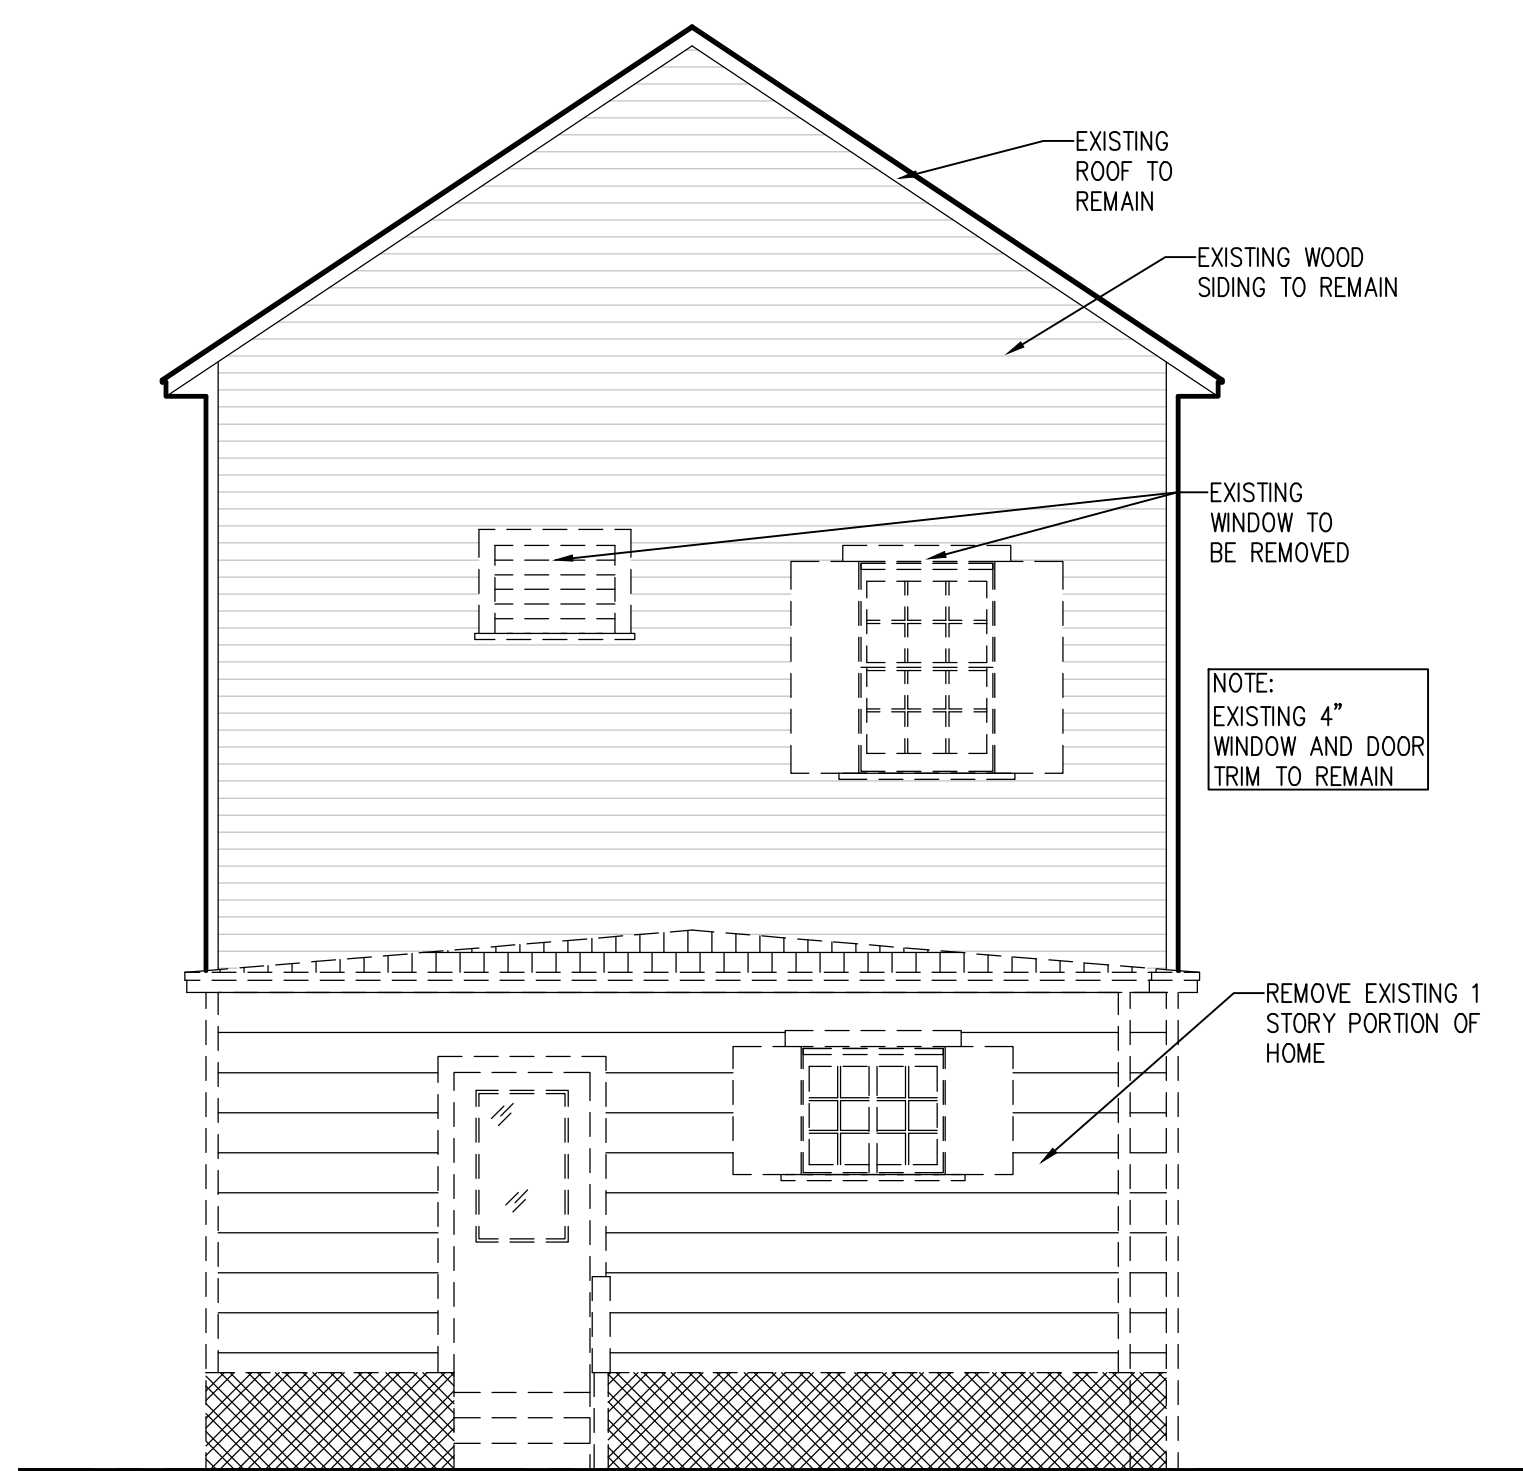 EXISTING
ROOF TO
REMAIN
EXISTING WOOD
SIDING TO REMAIN
EXISTING
WINDOW TO
BE REMOVED
NOTE:
EXISTING 4"
WINDOW AND DOOR
TRIM TO REMAIN
REMOVE EXISTING 1
STORY PORTION OF
HOME